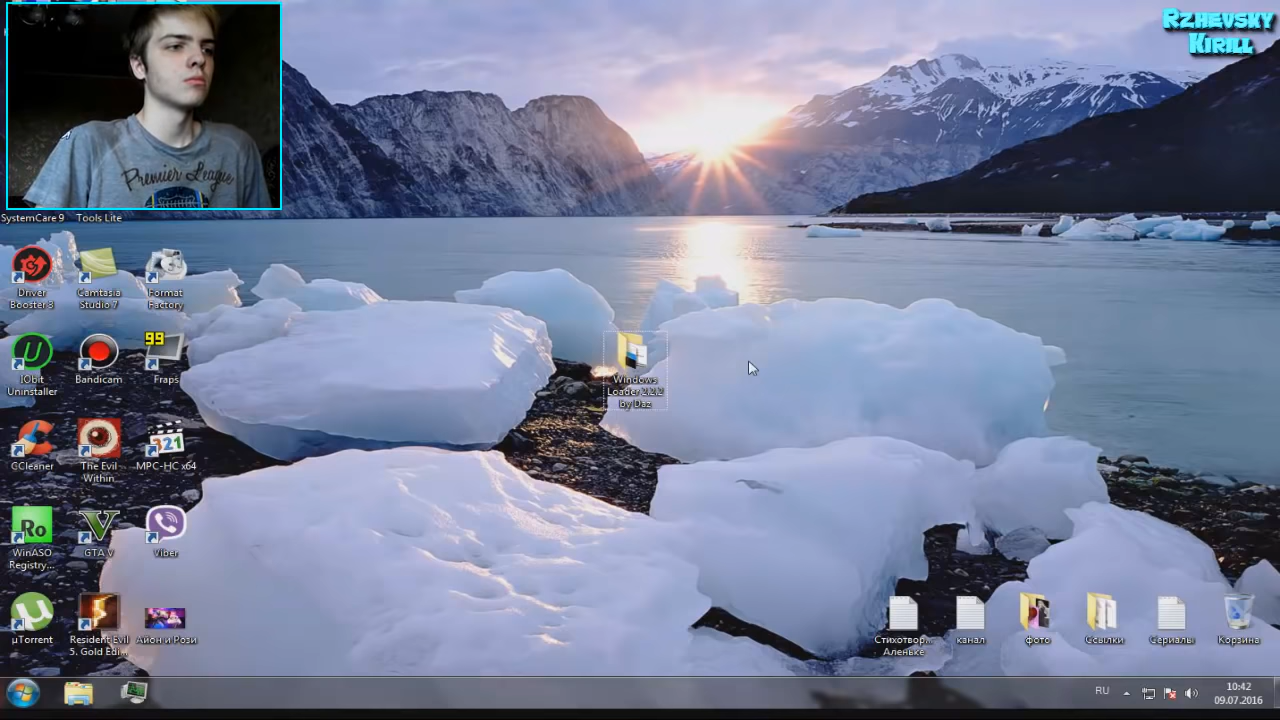 Rzhevsky
Kirill
Premier League
SystemCare 9
Tools Lite
Driver
Booster 3
Camtasia
Studio 7
Format
Factory
IObit
Uninstaller
Bandicam
99
Fraps
CCleaner
The Evil
Within
321
MPC-HC x64
Ro
WinASO
Registry...
GTA V
Viber
µTorrent
Resident Evil
5. Gold Edi...
Айон и Рози
Windows
Loader 2.2.2
by Daz
Стихотвор...
Аленьке
канал
фото
Ссылки
Сериалы
Корзина
RU
10:42
09.07.2016